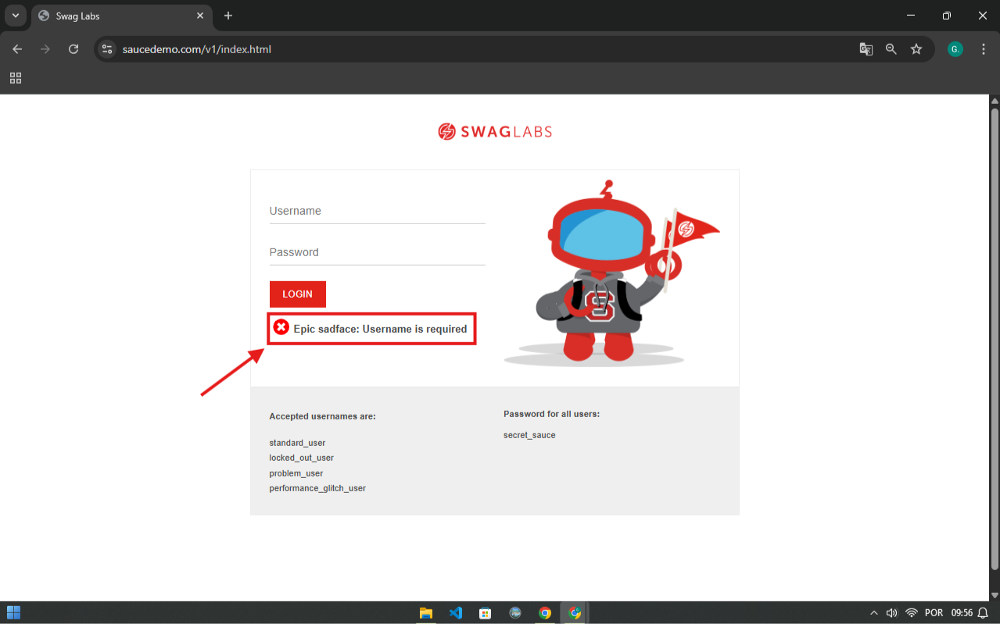 Swag Labs
saucedemo.com/v1/index.html
G.
SWAGLABS
Username
Password
LOGIN
Epic sadface: Username is required
S
Accepted usernames are:
standard_user
locked_out_user
problem_user
performance_glitch_user
Password for all users:
secret_sauce
POR 09:56